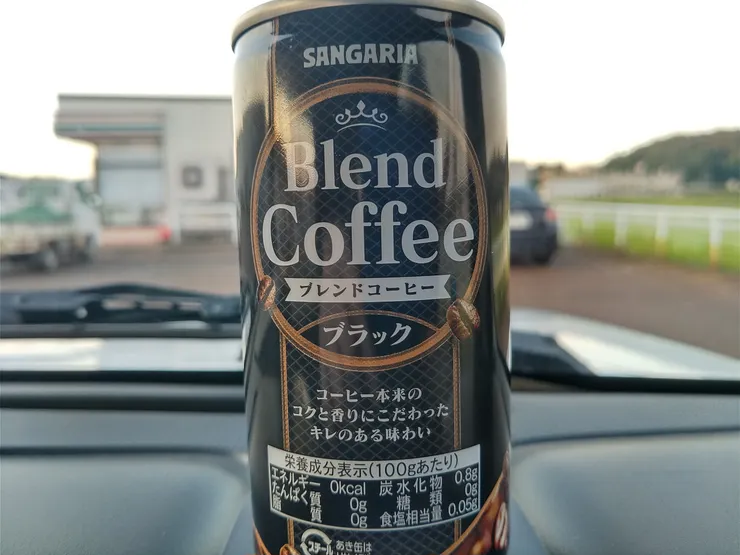 SANGARIA
Blend
Coffee
ブレンドコーヒー
ブラック
コーヒー本来の
コクと香りにこだわった
キレのある味わい
栄養成分表示(100gあたり)
エネルギー 0kcal 炭水化物 0.8g
たんぱく質 0g 糖類 0g
脂質 0g 食塩相当量 0.05g
スチール あき缶は